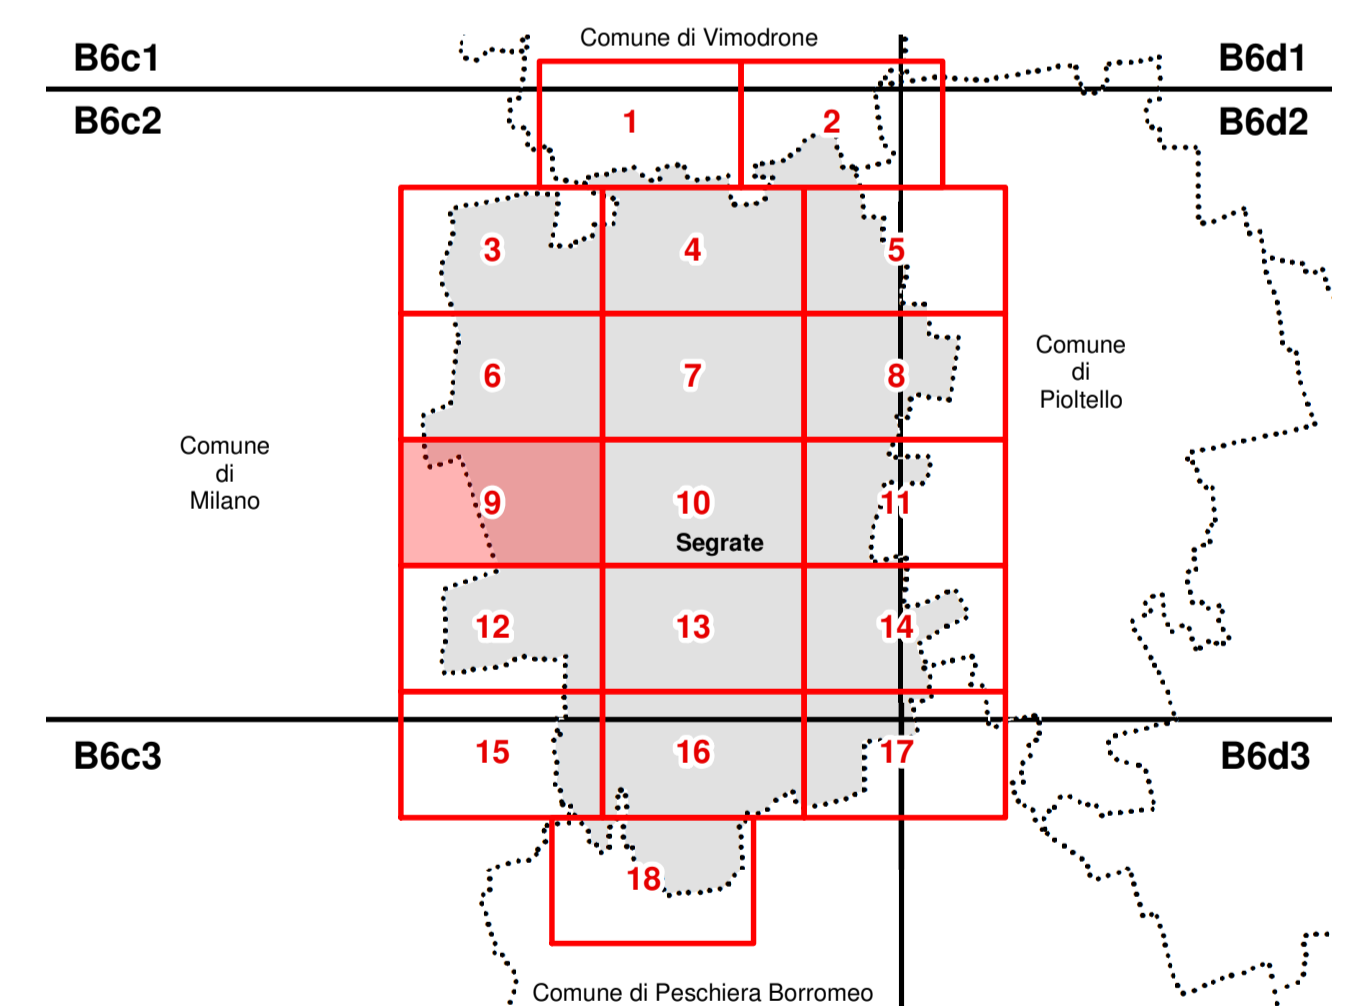 Comune di Vimodrone
B6c1
B6d1
B6c2
1
2
B6d2
3
4
5
6
7
8
Comune
di
Pioltello
Comune
di
Milano
9
10
11
Segrate
12
13
14
B6c3
15
16
17
B6d3
18
Comune di Peschiera Borromeo